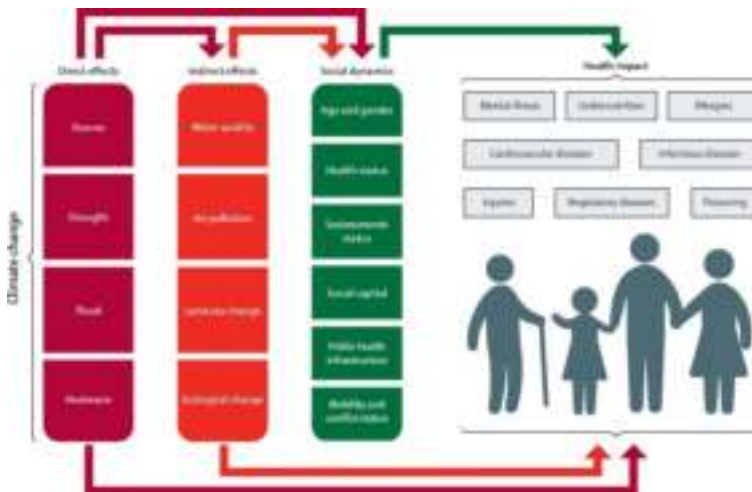 Direct effects
Indirect effects
Social dynamics
Health impact
Climate change
Storms
Drought
Flood
Heatwave
Water quality
Air pollution
Land use change
Ecological change
Age and gender
Health status
Socioeconomic
status
Social capital
Public health
infrastructure
Mobility and
conflict status
Mental illness
Undernutrition
Allergies
Cardiovascular disease
Infectious disease
Injuries
Respiratory disease
Poisoning